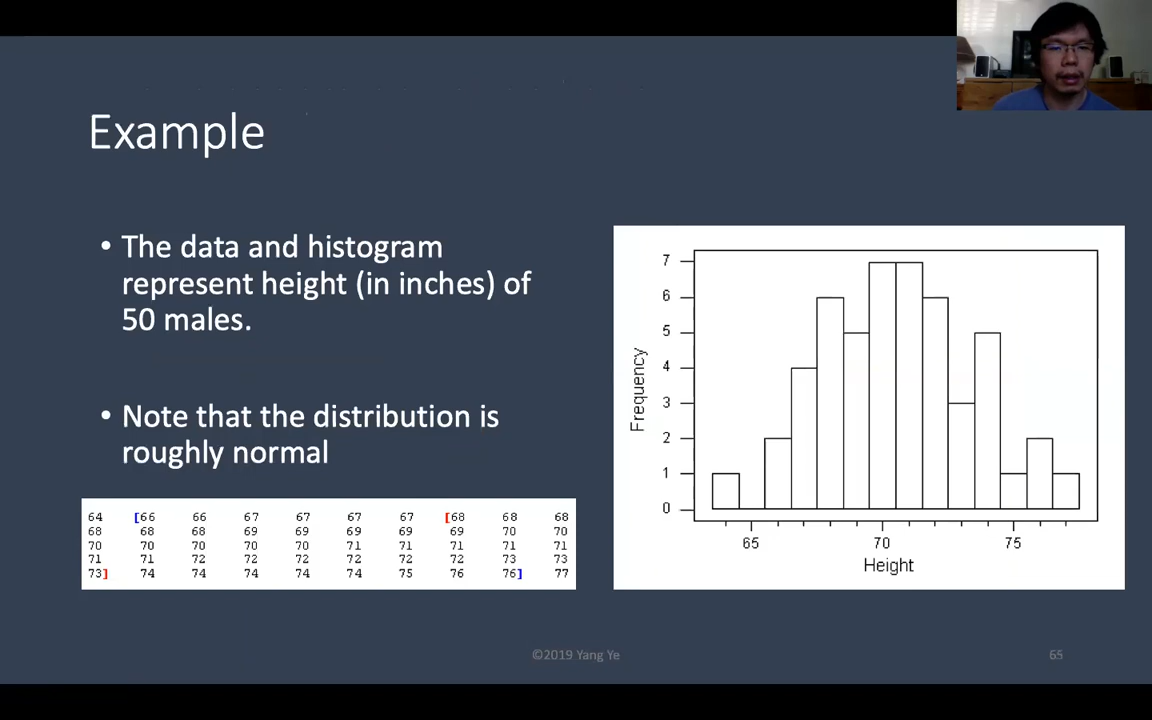 Example
• The data and histogram
represent height (in inches) of
50 males.
• Note that the distribution is
roughly normal
64 [66 66 67 67 67 67 [68 68 68
68 68 68 69 69 69 69 69 70 70
70 70 70 70 70 71 71 71 71 71
71 71 72 72 72 72 72 72 73 73
73] 74 74 74 74 74 75 76 76] 77
7
6
5
4
3
2
1
0
Frequency
65 70 75
Height
©2019 Yang Ye
65